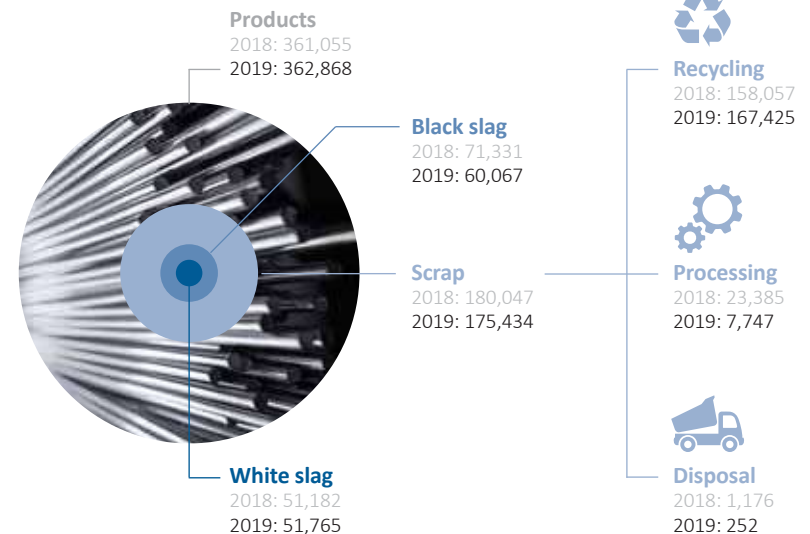 Products
2018: 361,055
2019: 362,868
Black slag
2018: 71,331
2019: 60,067
Scrap
2018: 180,047
2019: 175,434
White slag
2018: 51,182
2019: 51,765
Recycling
2018: 158,057
2019: 167,425
Processing
2018: 23,385
2019: 7,747
Disposal
2018: 1,176
2019: 252